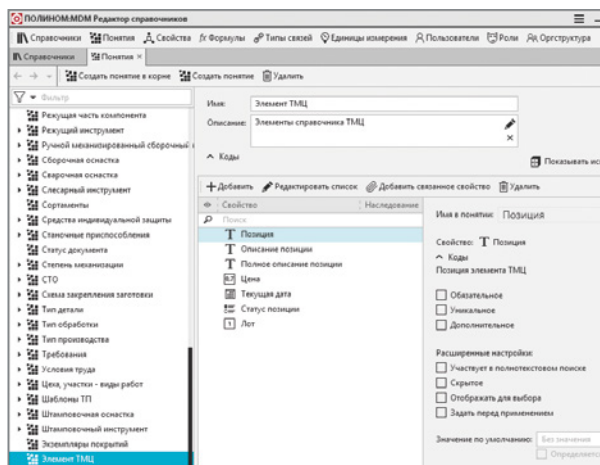 ПОЛИНОМ:MDM Редактор справочников
Справочники Понятия Свойства fx Формулы Типы связей Единицы измерения Пользователи Роли Оргструктура
Справочники Понятия ×
Создать понятие в корне Создать понятие Удалить
Фильтр
Режущая часть компонента
Режущий инструмент
Ручной механизированный сборочный
Сборочная оснастка
Сварочная оснастка
Слесарный инструмент
Сортаменты
Средства индивидуальной защиты
Станочные приспособления
Статус документа
Степень механизации
СТО
Схема закрепления заготовки
Тип детали
Тип обработки
Тип производства
Требования
Условия труда
Цеха, участки - виды работ
Шаблоны ТП
Штамповочная оснастка
Штамповочный инструмент
Экземпляры покрытий
Элемент ТМЦ
Имя: Элемент ТМЦ
Описание: Элементы справочника ТМЦ
Коды
Показывать
Добавить Редактировать список Добавить связанное свойство Удалить
Свойство Наследование
Поиск
Позиция
Описание позиции
Полное описание позиции
Цена
Текущая дата
Статус позиции
Лот
Имя в понятии: Позиция
Свойство: T Позиция
Коды
Позиция элемента ТМЦ
Обязательное
Уникальное
Дополнительное
Расширенные настройки:
Участвует в полнотекстовом поиске
Скрытое
Отображать для выбора
Задать перед применением
Значение по умолчанию: Без значения